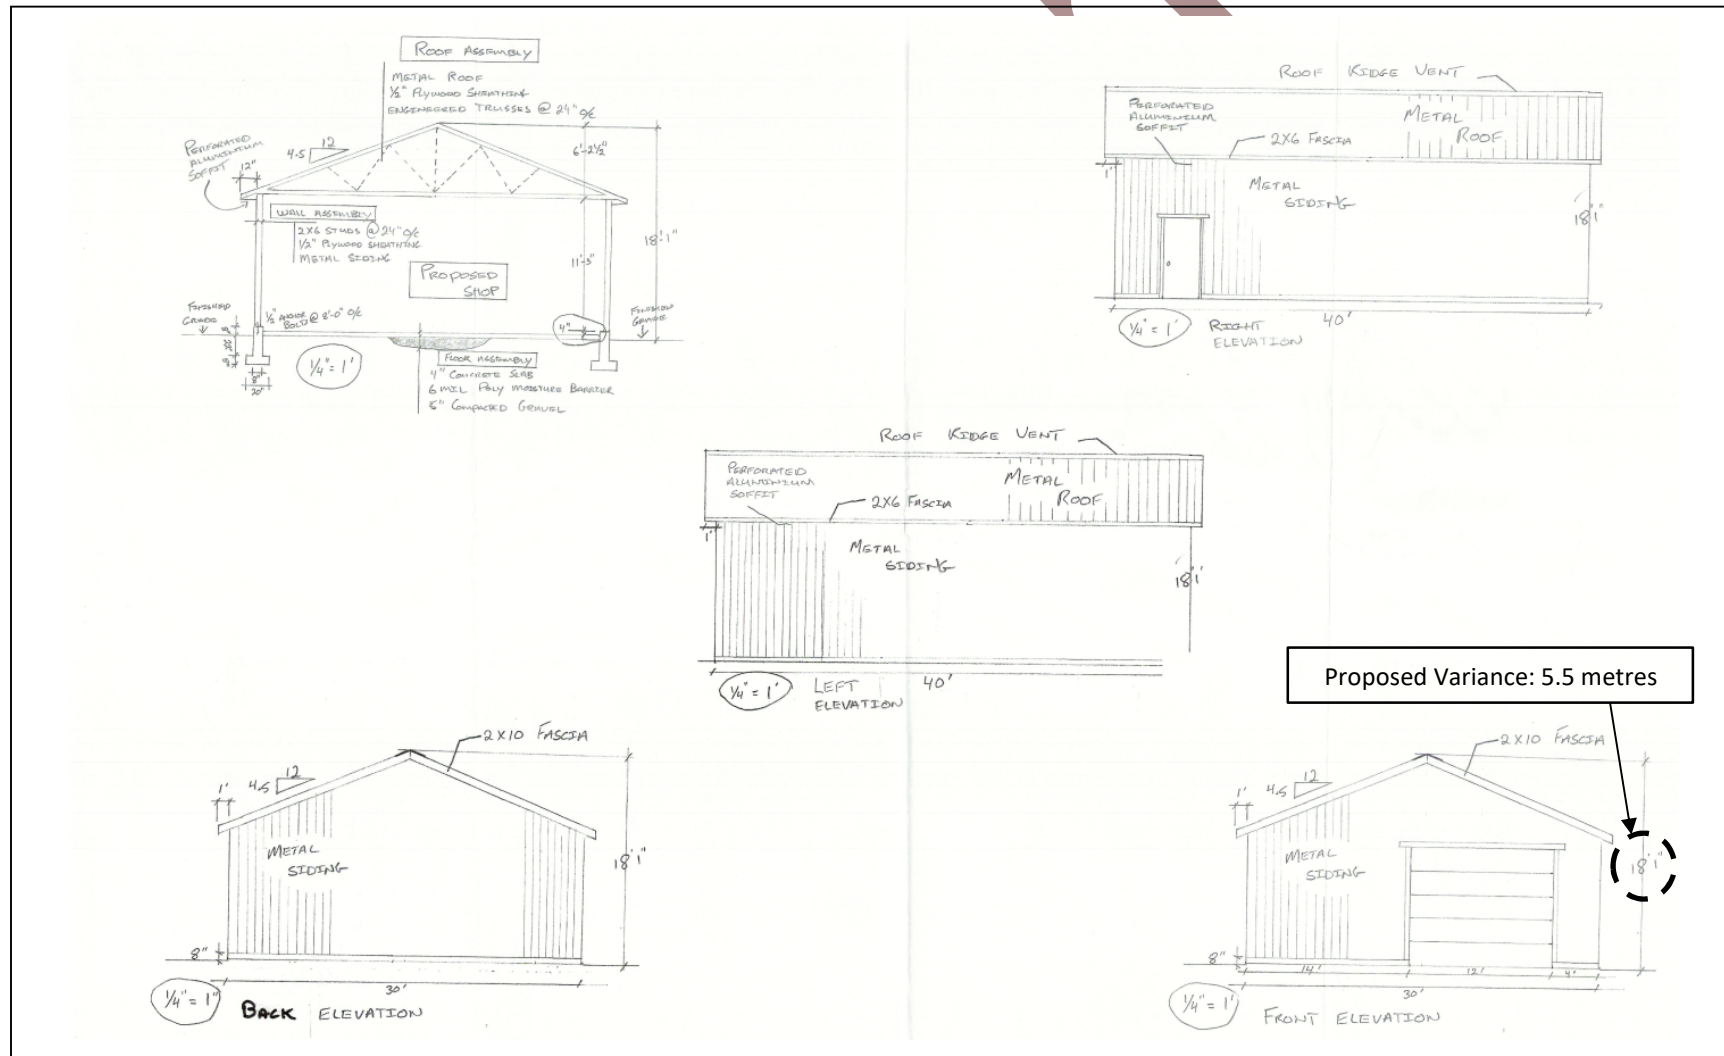 ROOF ASSEMBLY
METAL ROOF
1/2" PLYWOOD SHEATHING
ENGINEERED TRUSSES @ 24" O/C
PERFORATED
ALUMINIUM
SOFFIT
12"
12
4.5
6'-2 1/2"
WALL ASSEMBLY
2X6 STUDS @ 24" O/C
1/2" PLYWOOD SHEATHING
METAL SIDING
18'-1"
11'-3"
PROPOSED
SHOP
FINISHED
GRADE
1/2" ANCHOR
BOLTS @ 8'-0" O/C
4"
FINISHED
GRADE
8"
20"
1/4" = 1'
FLOOR ASSEMBLY
4" CONCRETE SLAB
6 MIL POLY MOISTURE BARRIER
8" COMPACTED GRAVEL
ROOF RIDGE VENT
PERFORATED
ALUMINIUM
SOFFIT
2X6 FASCIA
METAL
ROOF
1'
METAL
SIDING
18'1"
40'
1/4" = 1'
RIGHT
ELEVATION
ROOF RIDGE VENT
PERFORATED
ALUMINIUM
SOFFIT
2X6 FASCIA
METAL
ROOF
1'
METAL
SIDING
18'1'
40'
1/4" = 1'
LEFT
ELEVATION
Proposed Variance: 5.5 metres
2X10 FASCIA
12
4.5
1'
METAL
SIDING
18'1"
8"
30'
1/4" = 1"
BACK ELEVATION
2X10 FASCIA
12
4.5
1'
METAL
SIDING
18'1"
8"
14'
12'
4'
30'
1/4" = 1'
FRONT ELEVATION